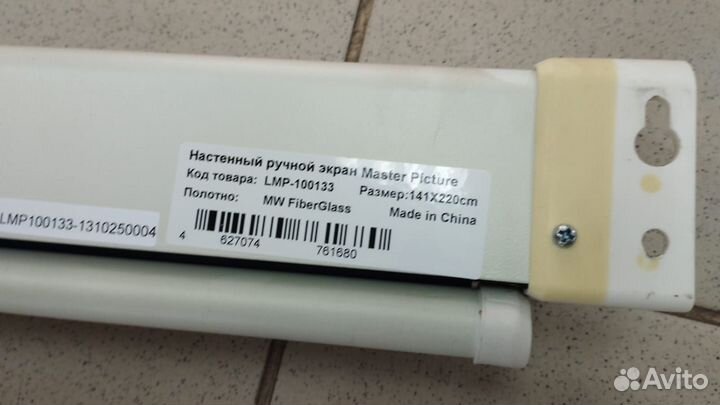 Настенный ручной экран Master Picture
Код товара: LMP-100133 Размер:141X220cm
Полотно: MW FiberGlass Made in China
4 627074 761680
LMP100133-1310250004
Avito